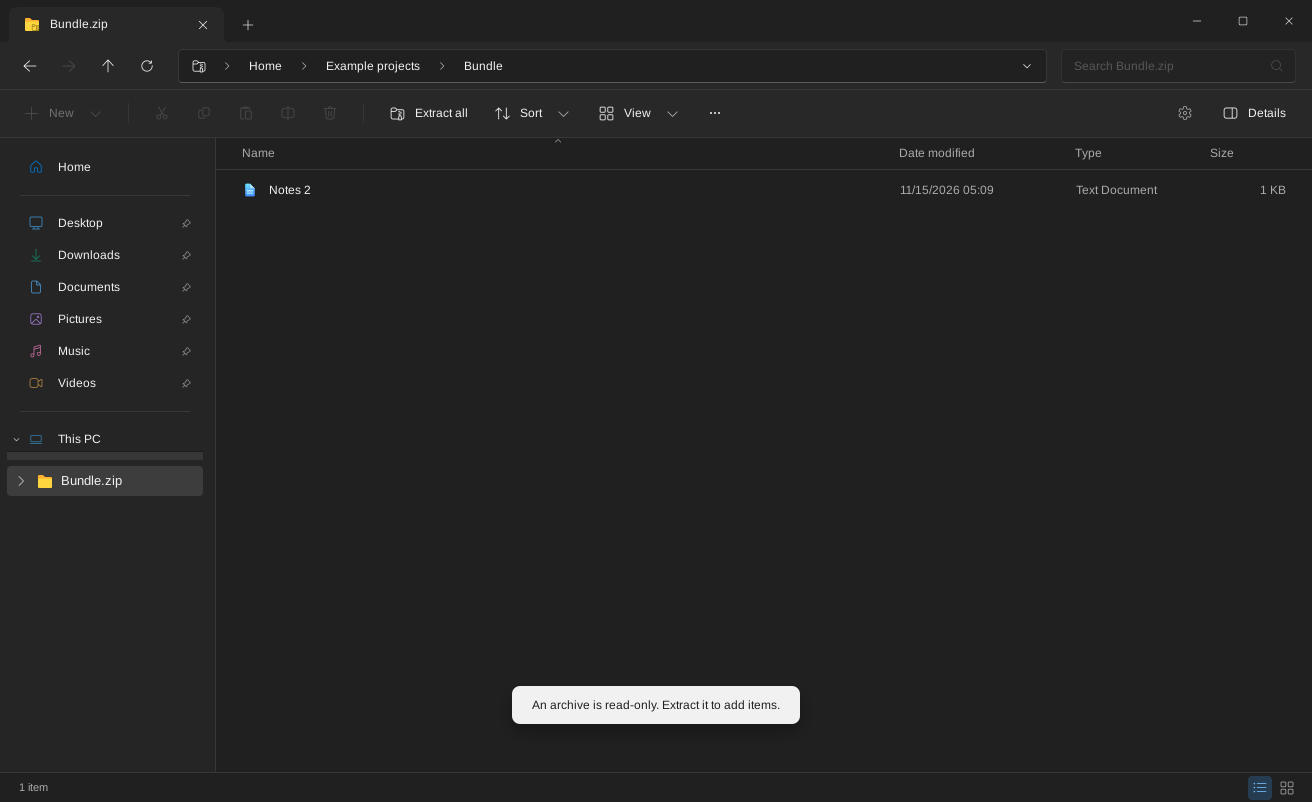 Bundle.zip
Home
Example projects
Bundle
Search Bundle.zip
New
Extract all
Sort
View
Details
Name
Date modified
Type
Size
Home
Desktop
Downloads
Documents
Pictures
Music
Videos
This PC
Bundle.zip
Notes 2
11/15/2026 05:09
Text Document
1 KB
An archive is read-only. Extract it to add items.
1 item